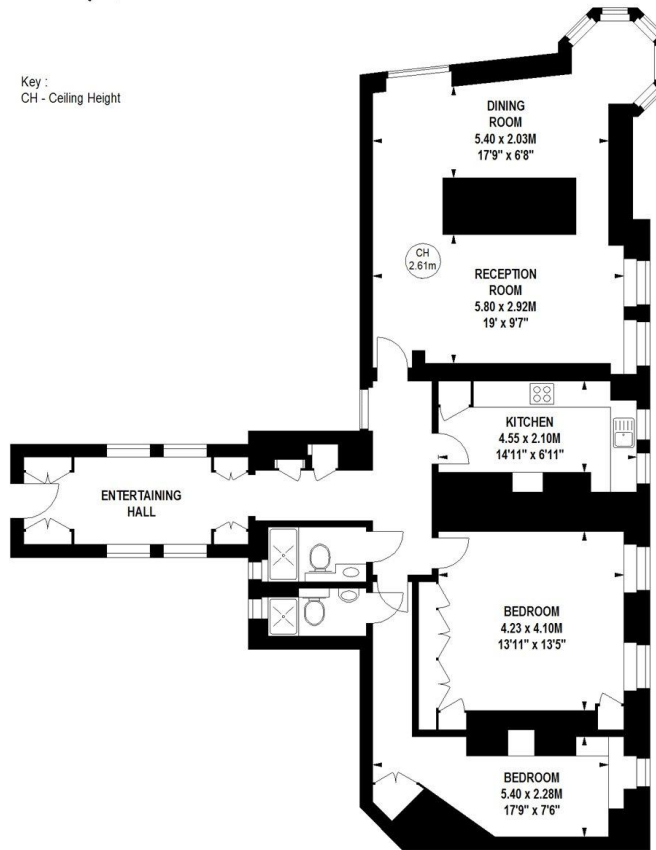 Key :
CH - Ceiling Height
DINING
ROOM
5.40 x 2.03M
17'9" x 6'8"
CH
2.61m
RECEPTION
ROOM
5.80 x 2.92M
19' x 9'7"
KITCHEN
4.55 x 2.10M
14'11" x 6'11"
ENTERTAINING
HALL
BEDROOM
4.23 x 4.10M
13'11" x 13'5"
BEDROOM
5.40 x 2.28M
17'9" x 7'6"